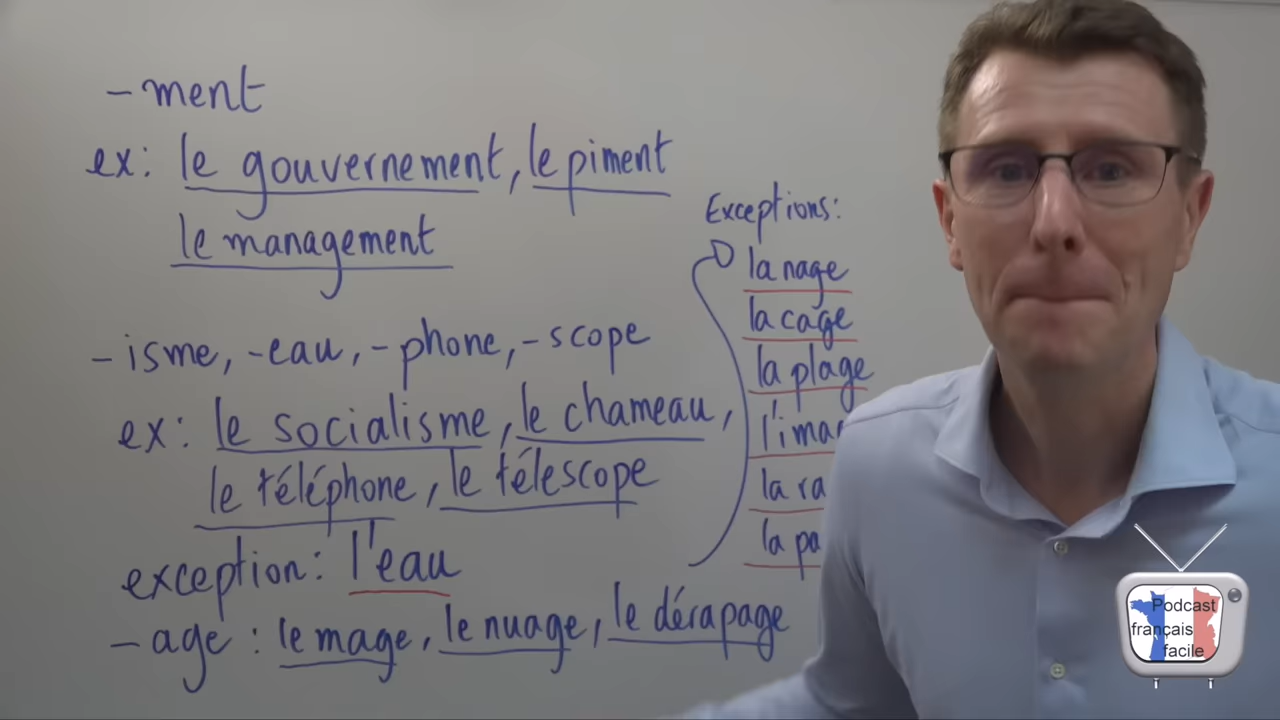 -ment
ex: le gouvernement, le piment
le management
-isme, -eau, -phone, -scope
ex: le socialisme, le chameau,
le téléphone, le télescope
exception: l'eau
-age: le mage, le nuage, le dérapage
Exceptions:
la nage
la cage
la plage
la
la
Podcast
français
facile